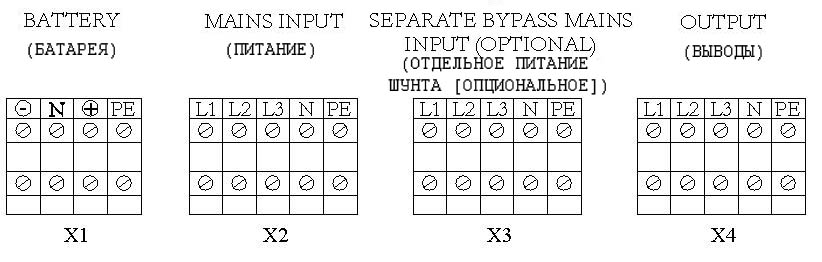 BATTERY
(БАТАРЕЯ)
⊖ N ⊕ PE
X1
MAINS INPUT
(ПИТАНИЕ)
L1 L2 L3 N PE
X2
SEPARATE BYPASS MAINS
INPUT (OPTIONAL)
(ОТДЕЛЬНОЕ ПИТАНИЕ
ШУНТА [ОПЦИОНАЛЬНОЕ])
L1 L2 L3 N PE
X3
OUTPUT
(ВЫВОДЫ)
L1 L2 L3 N PE
X4